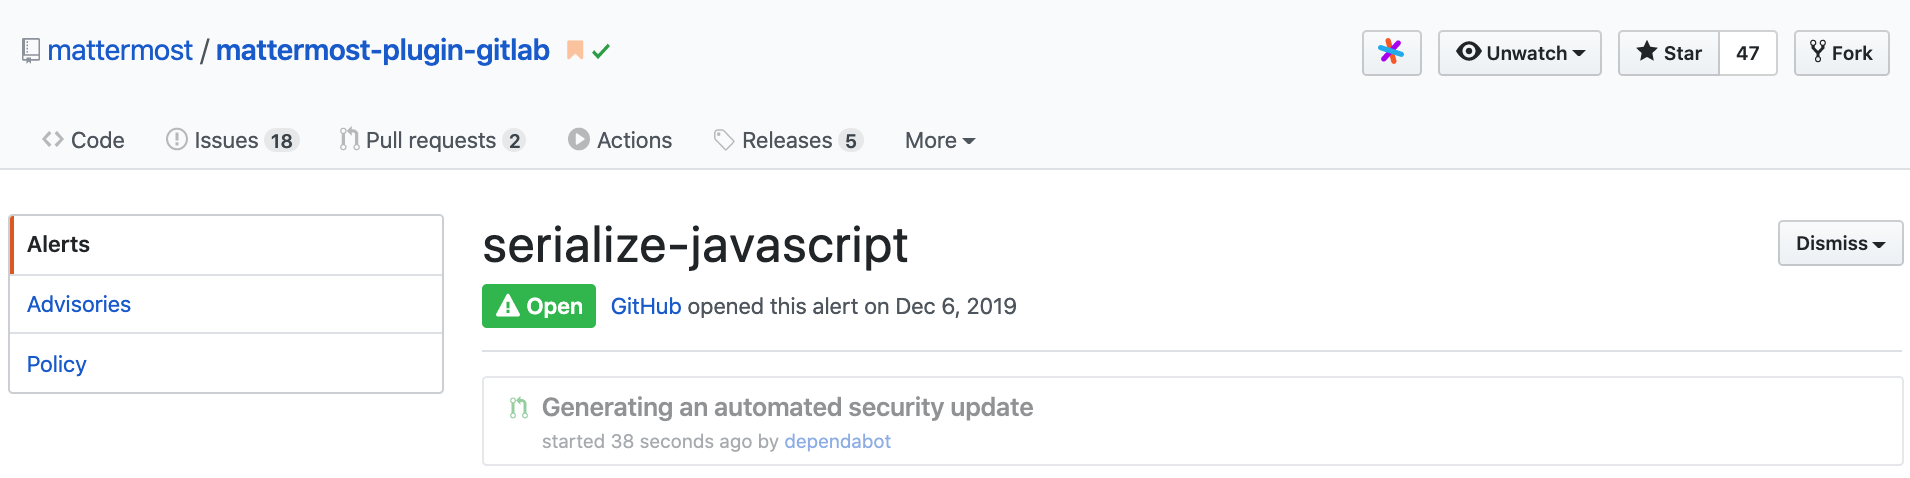 mattermost / mattermost-plugin-gitlab
Unwatch
Star 47
Fork
Code
Issues 18
Pull requests 2
Actions
Releases 5
More
Alerts
Advisories
Policy
serialize-javascript
Dismiss
Open GitHub opened this alert on Dec 6, 2019
Generating an automated security update
started 38 seconds ago by dependabot